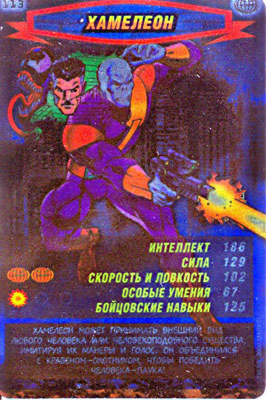 113
ХАМЕЛЕОН
ИНТЕЛЛЕКТ 186
СИЛА 129
СКОРОСТЬ И ЛОВКОСТЬ 102
ОСОБЫЕ УМЕНИЯ 67
БОЙЦОВСКИЕ НАВЫКИ 125
ХАМЕЛЕОН МОЖЕТ ПРИНИМАТЬ ВНЕШНИЙ ВИД
ЛЮБОГО ЧЕЛОВЕКА ИЛИ ЧЕЛОВЕКОПОДОБНОГО СУЩЕСТВА,
ИМИТИРУЯ ИХ МАНЕРЫ И ГОЛОС. ОН ОБЪЕДИНИЛСЯ
С КРАВЕНОМ-ОХОТНИКОМ, ЧТОБЫ ПОБЕДИТЬ
ЧЕЛОВЕКА-ПАУКА!